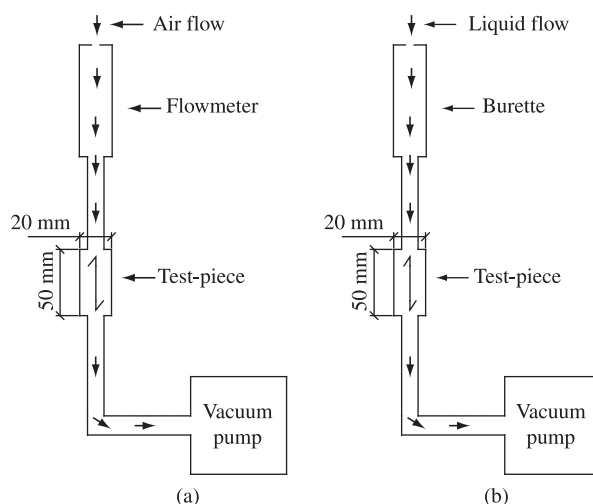 Air flow
Flowmeter
20 mm
50 mm
Test-piece
Vacuum
pump
(a)
Liquid flow
Burette
20 mm
50 mm
Test-piece
Vacuum
pump
(b)